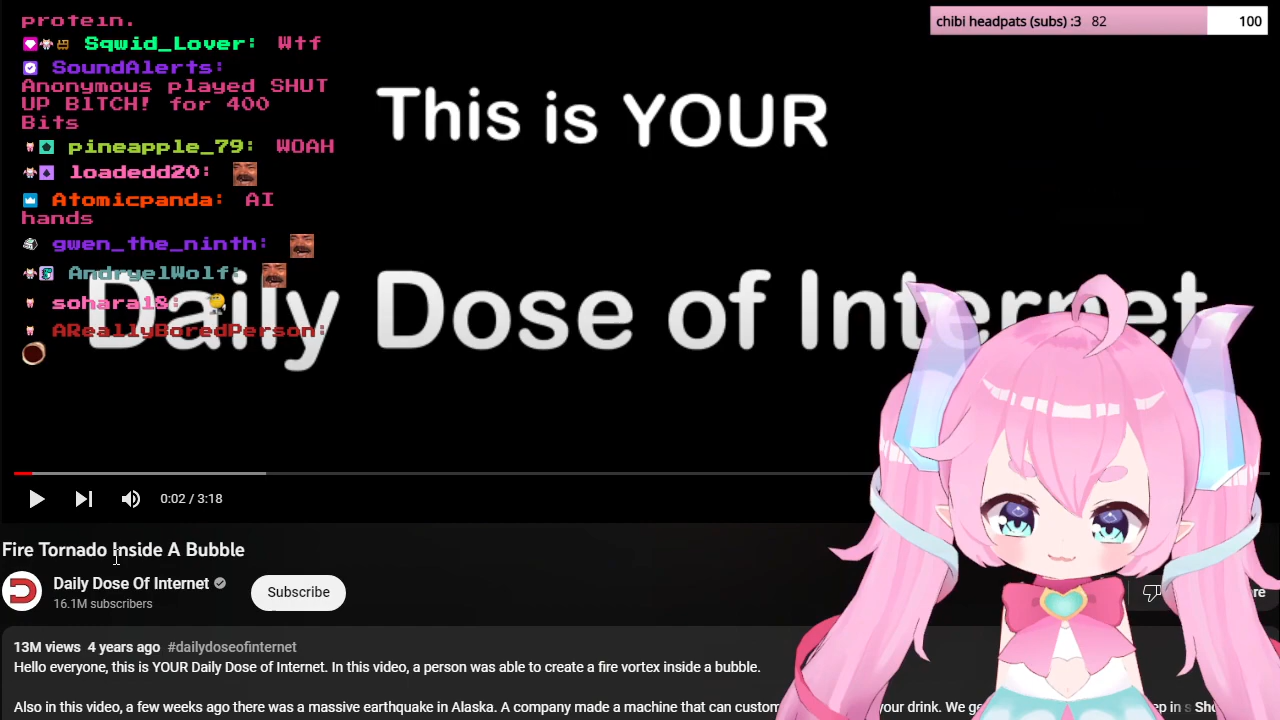 protein.
chibi headpats (subs) :3 82 100
Sqwid_Lover: Wtf
SoundAlerts:
Anonymous played SHUT
UP B1TCH! for 400
Bits
This is YOUR
pineapple_79: WOAH
loadedd20:
Atomicpanda: AI
hands
gwen_the_ninth:
AndryelWolf:
sohara18:
Daily Dose of Internet
AReallyBoredPerson:
0:02 / 3:18
Fire Tornado Inside A Bubble
Daily Dose Of Internet
16.1M subscribers
Subscribe
13M views 4 years ago #dailydoseofinternet
Hello everyone, this is YOUR Daily Dose of Internet. In this video, a person was able to create a fire vortex inside a bubble.
Also in this video, a few weeks ago there was a massive earthquake in Alaska. A company made a machine that can custom your drink. We